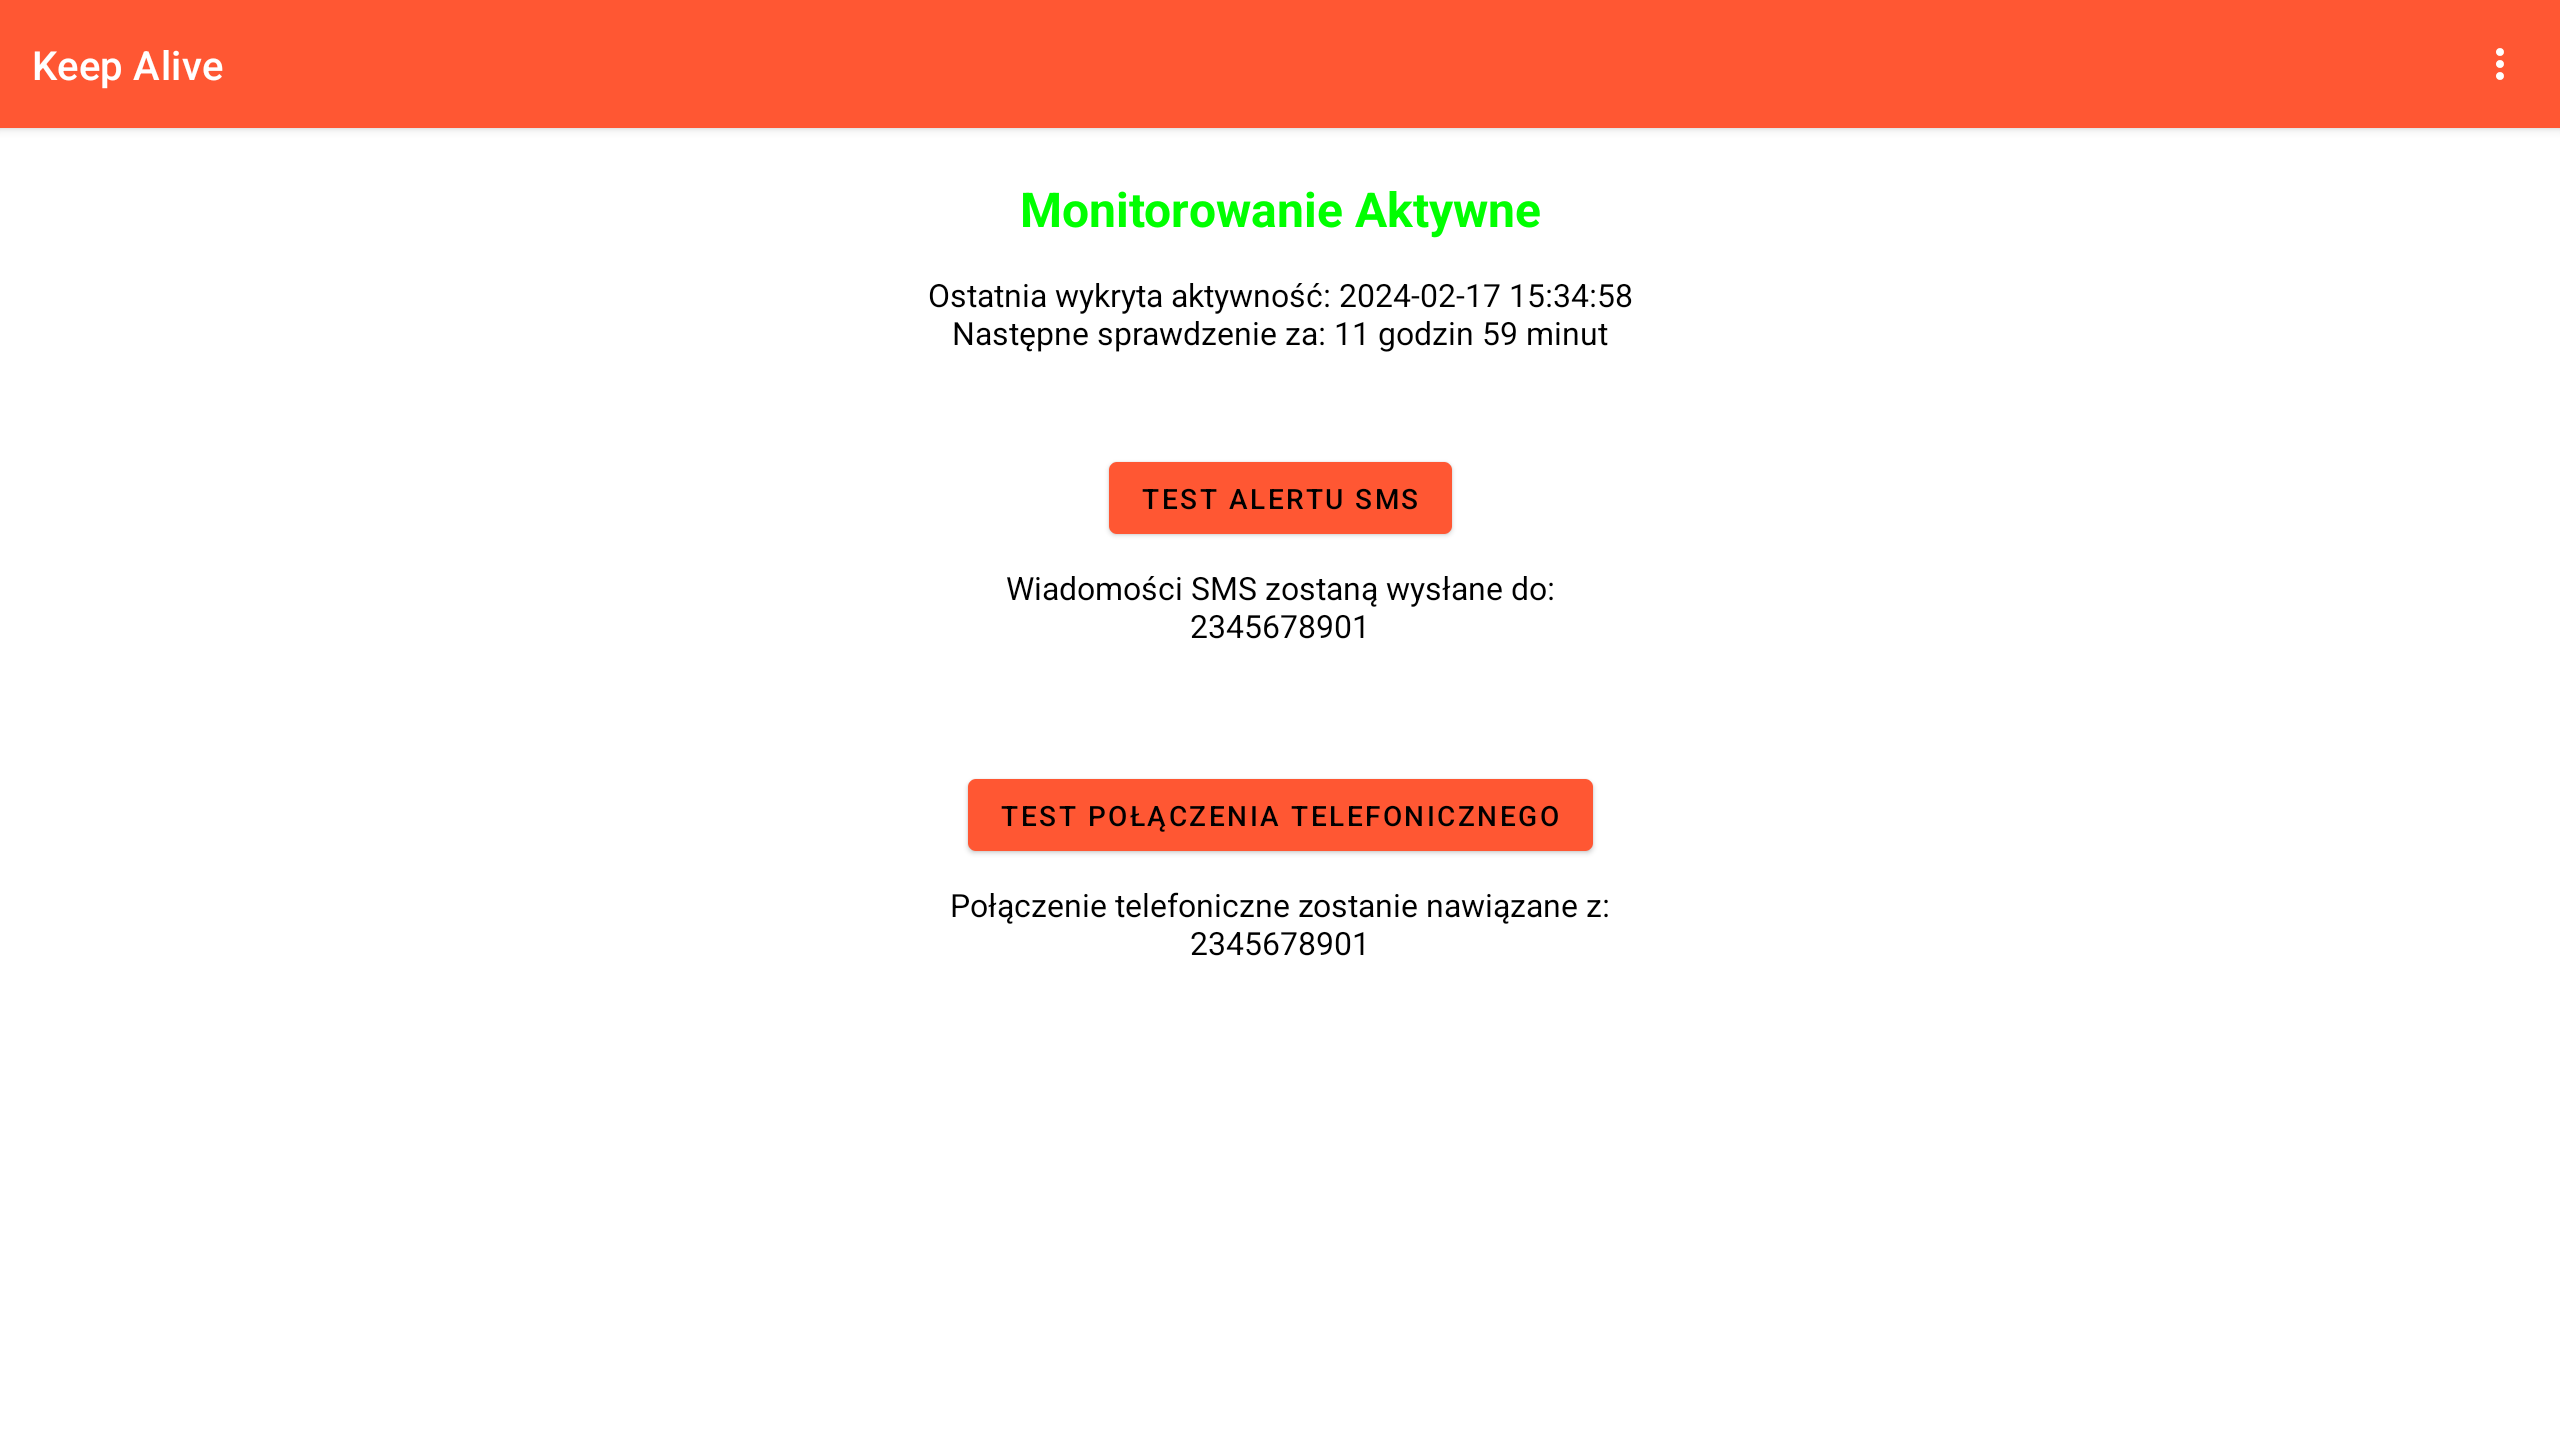 Keep Alive
Monitorowanie Aktywne
Ostatnia wykryta aktywność: 2024-02-17 15:34:58
Następne sprawdzenie za: 11 godzin 59 minut
TEST ALERTU SMS
Wiadomości SMS zostaną wysłane do:
2345678901
TEST POŁĄCZENIA TELEFONICZNEGO
Połączenie telefoniczne zostanie nawiązane z:
2345678901